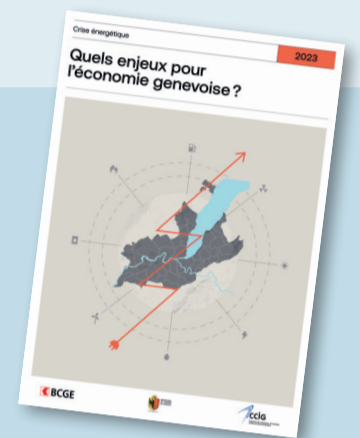 Crise énergétique
2023
Quels enjeux pour
l'économie genevoise ?
BCGE
CCIG